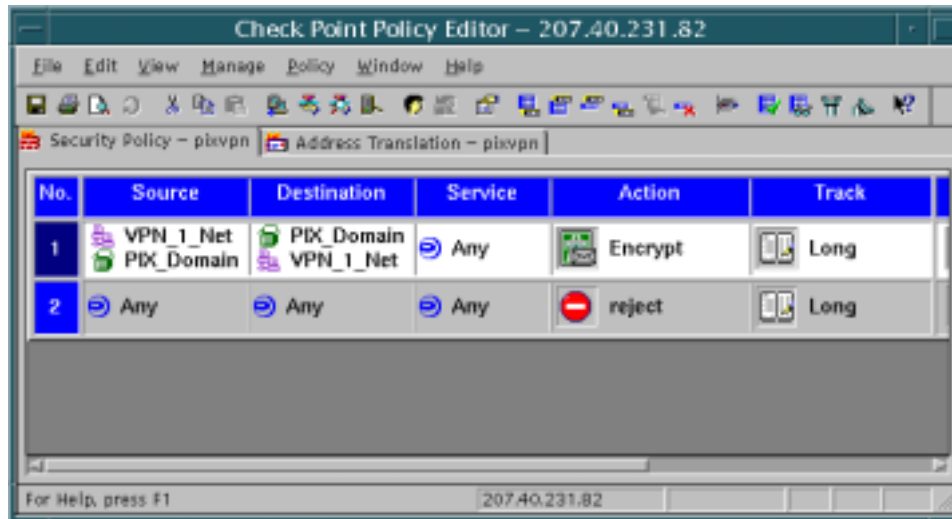 Check Point Policy Editor – 207.40.231.82
File Edit View Manage Policy Window Help
Security Policy – pixvpn Address Translation – pixvpn
No. Source Destination Service Action Track
1 VPN_1_Net PIX_Domain Any Encrypt Long
PIX_Domain VPN_1_Net
2 Any Any Any reject Long
For Help, press F1 207.40.231.82